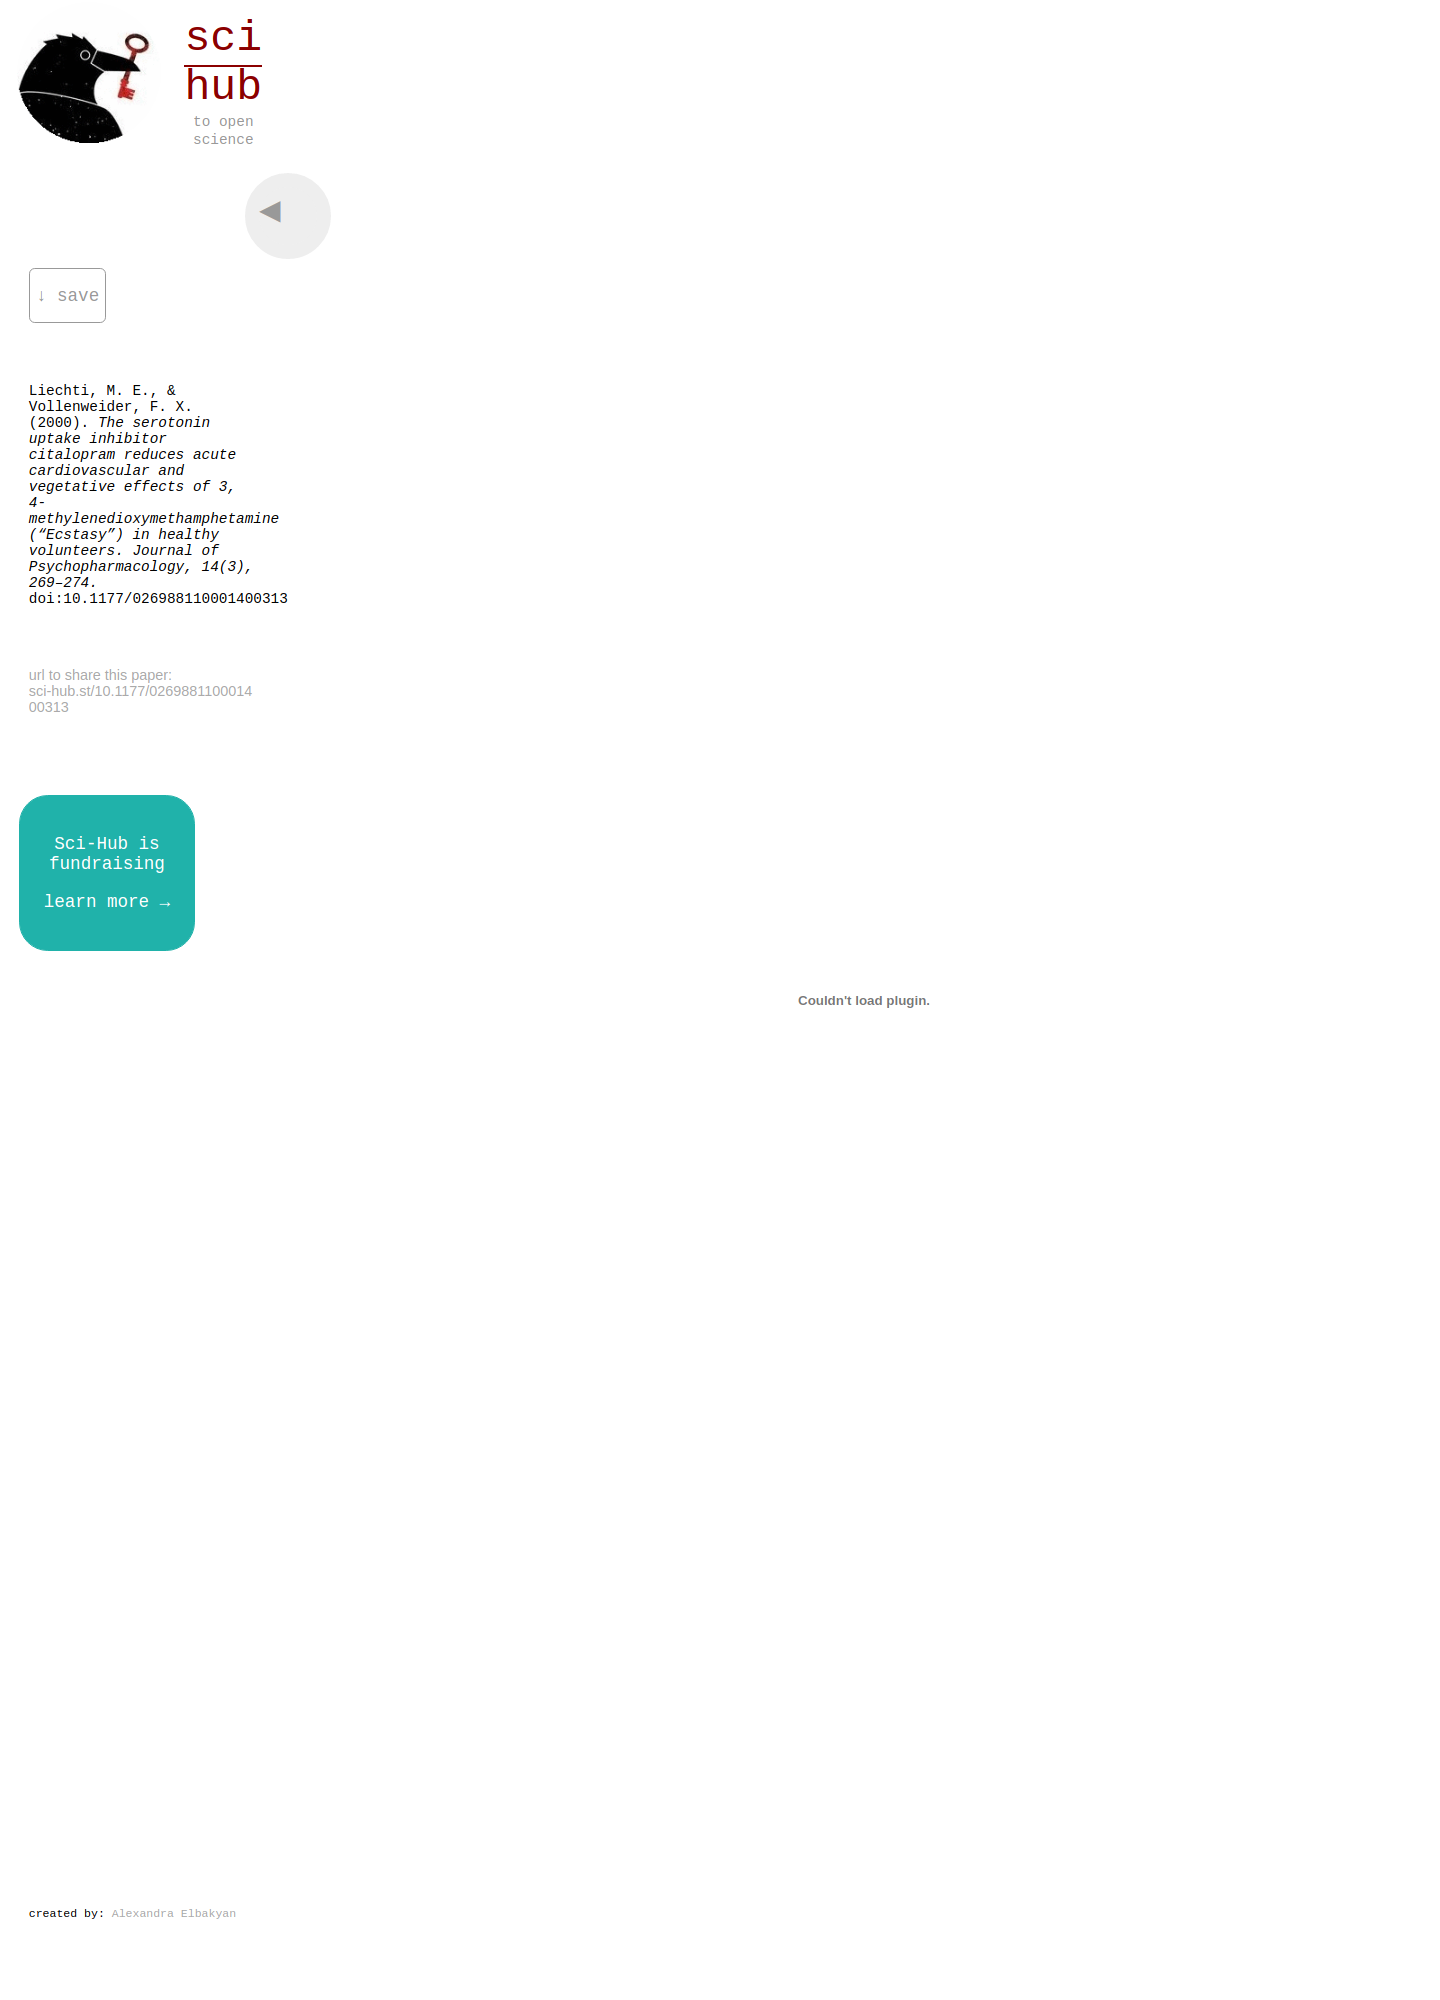 sci
hub
to open
science
◀
↓ save
Liechti, M. E., &
Vollenweider, F. X.
(2000). The serotonin
uptake inhibitor
citalopram reduces acute
cardiovascular and
vegetative effects of 3,
4-
methylenedioxymethamphetamine
(“Ecstasy”) in healthy
volunteers. Journal of
Psychopharmacology, 14(3),
269–274.
doi:10.1177/026988110001400313
url to share this paper:
sci-hub.st/10.1177/0269881100014
00313
Sci-Hub is
fundraising
learn more →
Couldn't load plugin.
created by: Alexandra Elbakyan